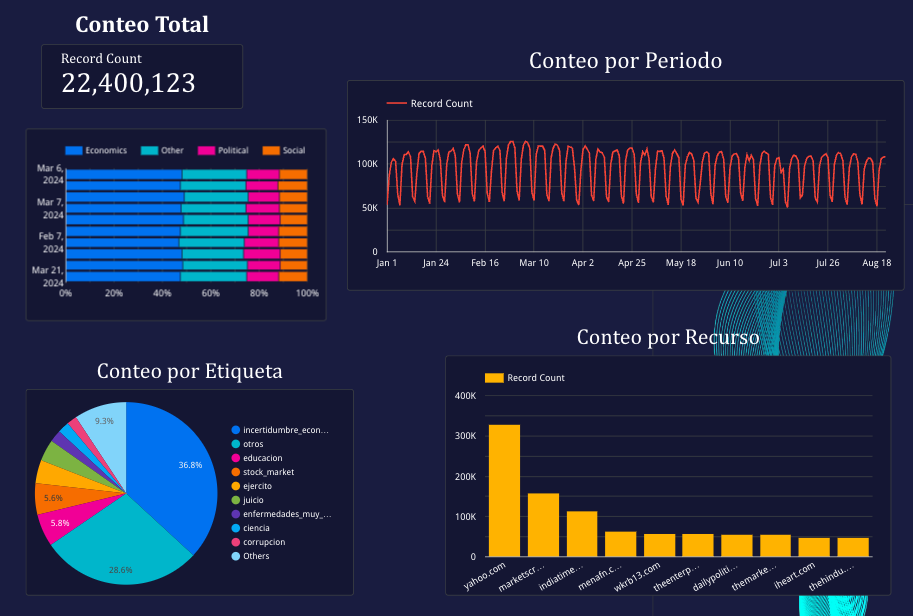 Conteo Total
Record Count
22,400,123
Economics Other Political Social
Mar 6,
2024
Mar 7,
2024
Feb 7,
2024
Mar 21,
2024
0% 20% 40% 60% 80% 100%
Conteo por Periodo
Record Count
150K
100K
50K
0
Jan 1 Jan 24 Feb 16 Mar 10 Apr 2 Apr 25 May 18 Jun 10 Jul 3 Jul 26 Aug 18
Conteo por Etiqueta
9.3%
36.8%
5.6%
5.8%
28.6%
incertidumbre_econ...
otros
educacion
stock_market
ejercito
juicio
enfermedades_muy_...
ciencia
corrupcion
Others
Conteo por Recurso
Record Count
400K
300K
200K
100K
0
yahoo.com marketscr... indiatime... menafn.c... wkrb13.com theenterp... dailypoliti... themarke... iheart.com thehindu....